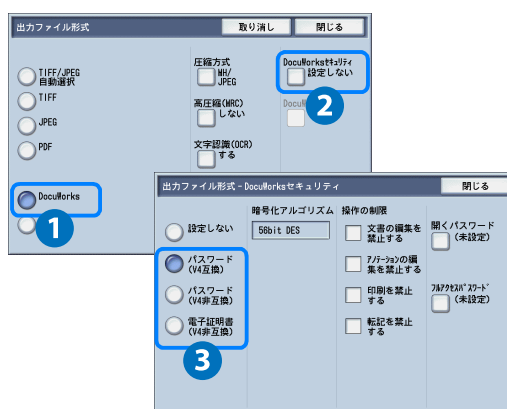 出力ファイル形式
取り消し
閉じる
TIFF/JPEG
自動選択
TIFF
JPEG
PDF
DocuWorks
1
圧縮方式
MH/
JPEG
高圧縮(MRC)
しない
文字認識(OCR)
する
DocuWorksセキュリティ
設定しない
2
出力ファイル形式 - DocuWorksセキュリティ
閉じる
設定しない
パスワード
(V4互換)
パスワード
(V4非互換)
電子証明書
(V4非互換)
3
暗号化アルゴリズム
56bit DES
操作の制限
文書の編集を
禁止する
アノテーションの編
集を禁止する
印刷を禁止
する
転記を禁止
する
開くパスワード
(未設定)
フルアクセスパスワード
(未設定)